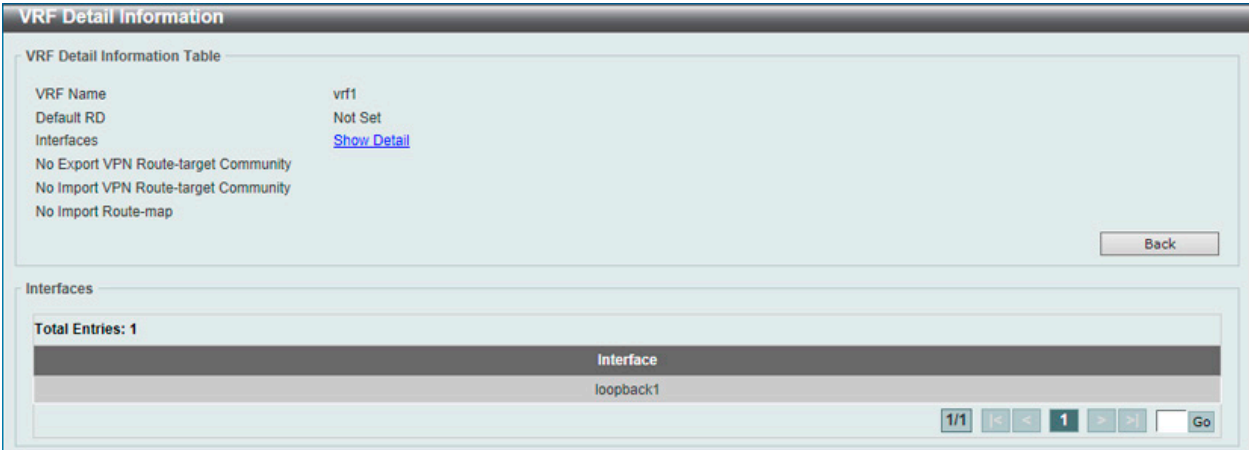 VRF Detail Information
VRF Detail Information Table
VRF Name vrf1
Default RD Not Set
Interfaces Show Detail
No Export VPN Route-target Community
No Import VPN Route-target Community
No Import Route-map
Back
Interfaces
Total Entries: 1
Interface
loopback1
1/1 |< < 1 > >| Go